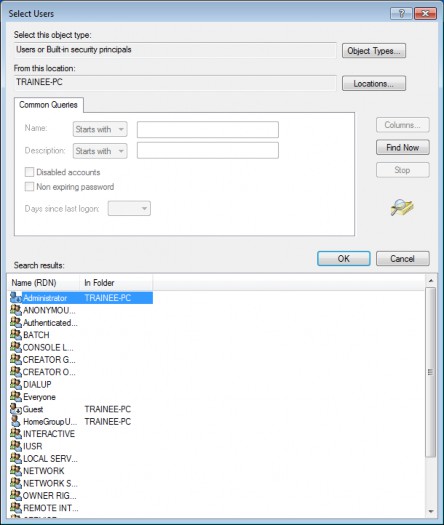 Select Users
Select this object type:
Users or Built-in security principals
Object Types...
From this location:
TRAINEE-PC
Locations...
Common Queries
Name: Starts with
Description: Starts with
Disabled accounts
Non expiring password
Days since last logon:
Columns...
Find Now
Stop
OK Cancel
Search results:
Name (RDN) In Folder
Administrator TRAINEE-PC
ANONYMOU...
Authenticated...
BATCH
CONSOLE L...
CREATOR G...
CREATOR O...
DIALUP
Everyone
Guest TRAINEE-PC
HomeGroupU... TRAINEE-PC
INTERACTIVE
IUSR
LOCAL SERV...
NETWORK
NETWORK S...
OWNER RIG...
REMOTE INT...